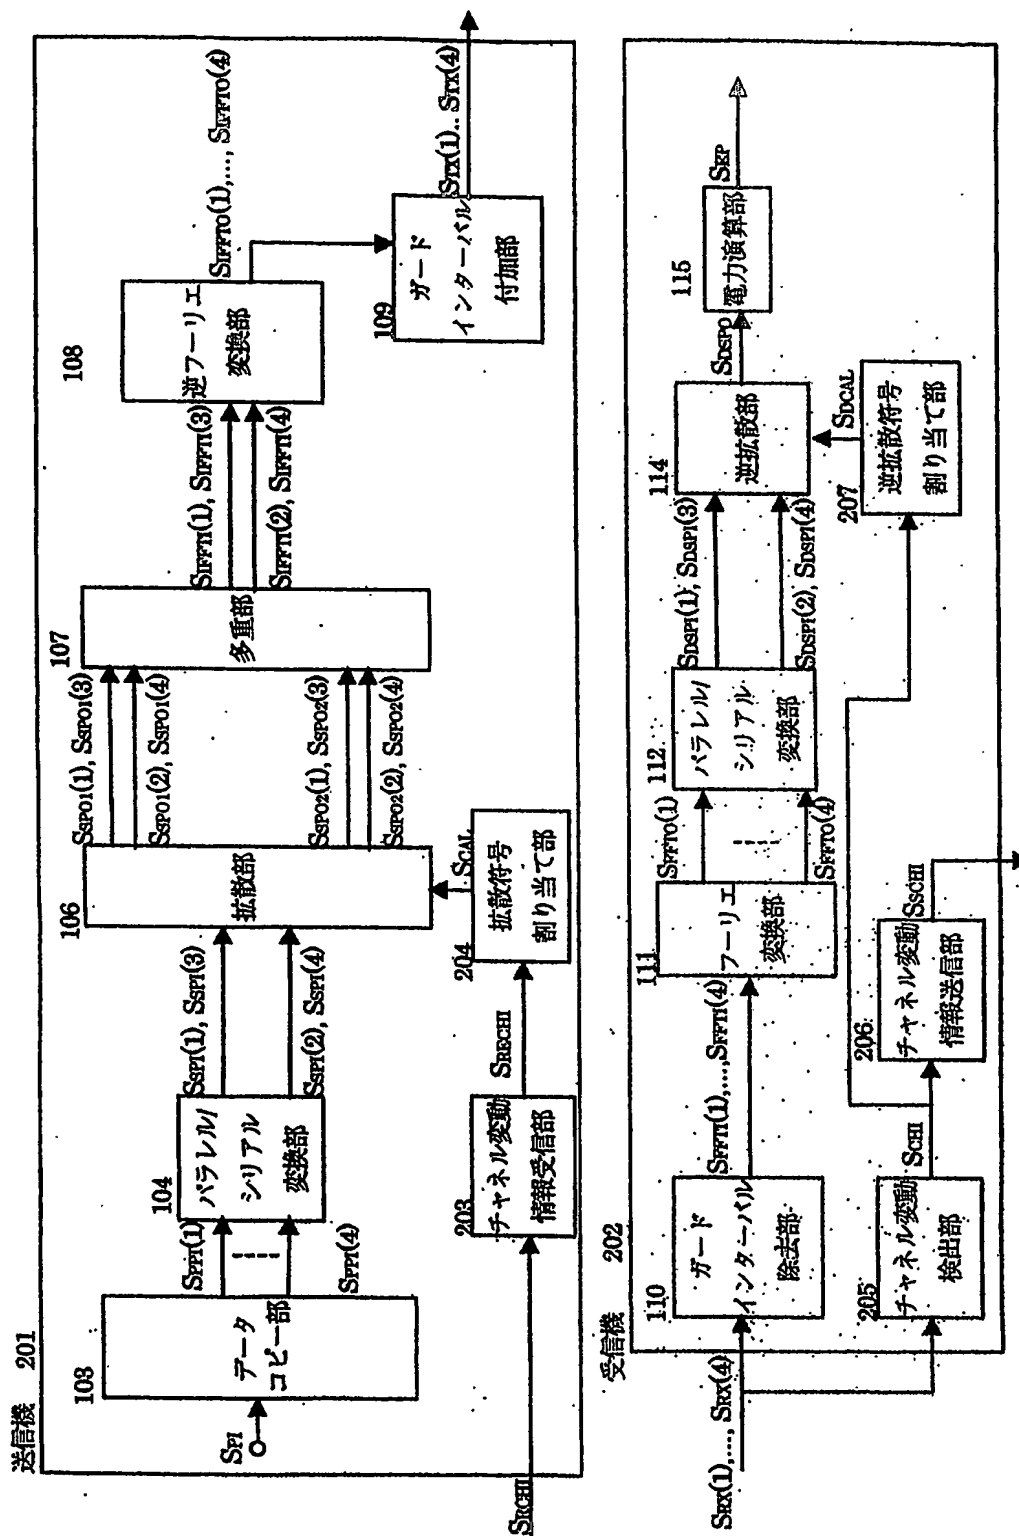 送信機 201
SPI
103
データ
コピー部
SPPI(1)
SPPI(4)
104
パラレル/
シリアル
変換部
SSPI(1), SSPI(3)
SSPI(2), SSPI(4)
106
拡散部
SSPO1(1), SSPO1(3)
SSPO1(2), SSPO1(4)
SSPO2(1), SSPO2(3)
SSPO2(2), SSPO2(4)
107
多重部
SIFFTI(1), SIFFTI(3)
SIFFTI(2), SIFFTI(4)
108
逆フーリエ
変換部
SIFFTO(1),..., SIFFTO(4)
109
ガード
インターバル
付加部
STX(1).. STX(4)
SRCHI
203
チャネル変動
情報受信部
SRECHI
204
拡散符号
割り当て部
SCAL
受信機 202
SRX(1),..., SRX(4)
110
ガード
インターバル
除去部
SFFTI(1),...,SFFTI(4)
111
フーリエ
変換部
SFFTO(1)
SFFTO(4)
112
パラレル/
シリアル
変換部
SDSPI(1), SDSPI(3)
SDSPI(2), SDSPI(4)
114
逆拡散部
SDSPO
115
電力演算部
SEP
205
チャネル変動
検出部
SCHI
206
チャネル変動
情報送信部
SSCHI
207
逆拡散符号
割り当て部
SDCAL